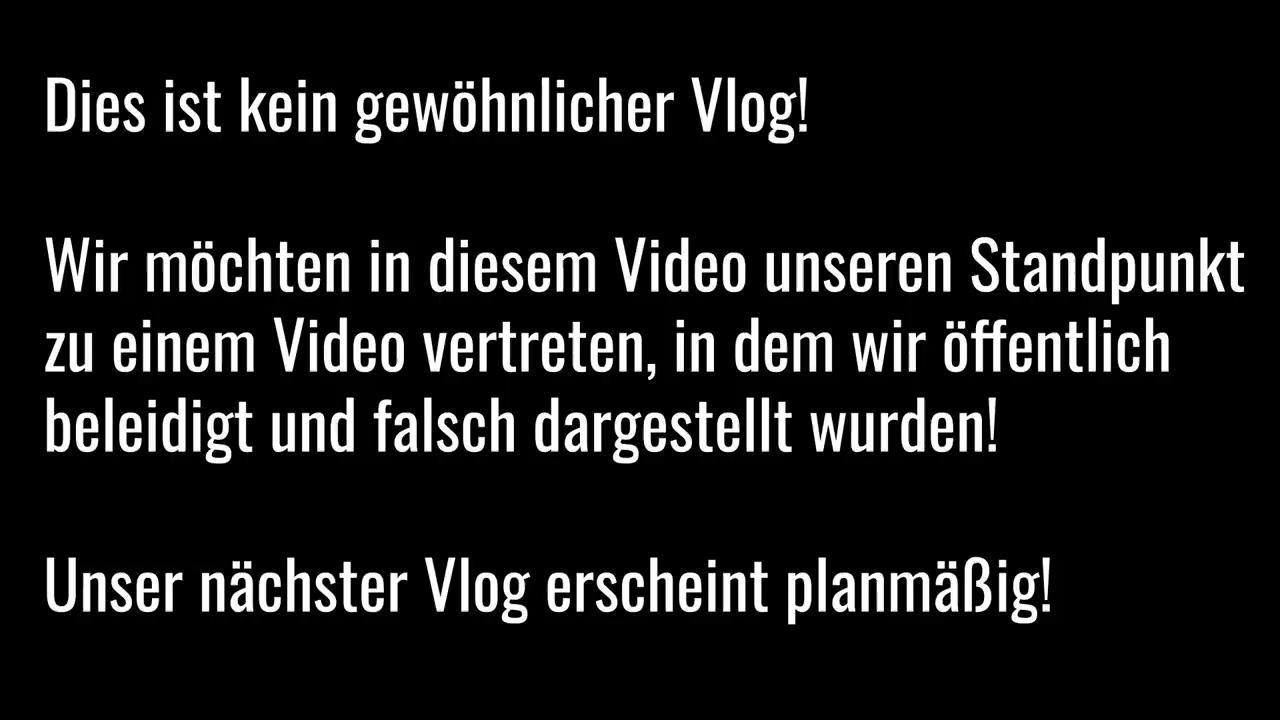 Dies ist kein gewöhnlicher Vlog!
Wir möchten in diesem Video unseren Standpunkt
zu einem Video vertreten, in dem wir öffentlich
beleidigt und falsch dargestellt wurden!
Unser nächster Vlog erscheint planmäßig!